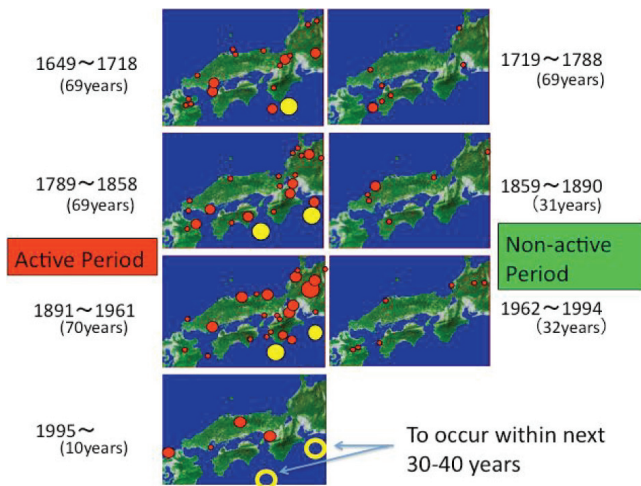 1649～1718
(69years)
1719～1788
(69years)
1789～1858
(69years)
1859～1890
(31years)
Active Period
Non-active
Period
1891～1961
(70years)
1962～1994
(32years)
1995～
(10years)
To occur within next
30-40 years